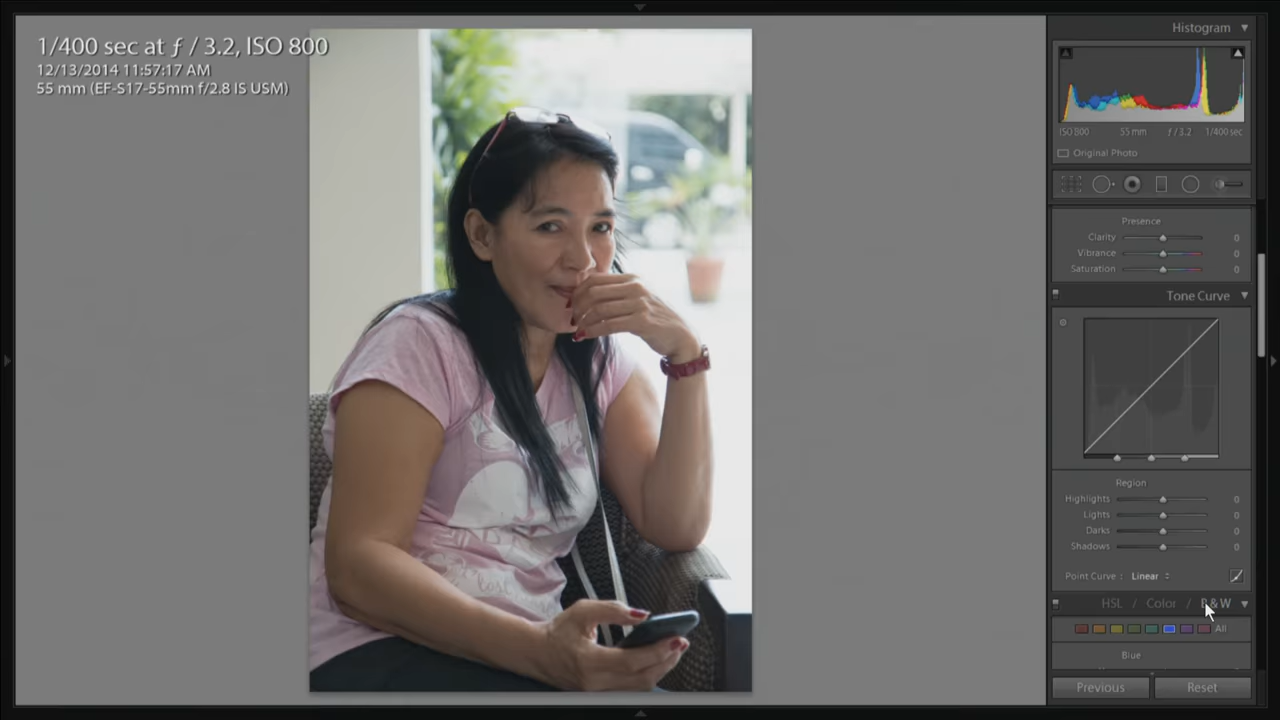 1/400 sec at ƒ / 3.2, ISO 800
12/13/2014 11:57:17 AM
55 mm (EF-S17-55mm f/2.8 IS USM)
Histogram
ISO 800 55 mm ƒ / 3.2 1/400 sec
Original Photo
Presence
Clarity 0
Vibrance 0
Saturation 0
Tone Curve
Region
Highlights 0
Lights 0
Darks 0
Shadows 0
Point Curve : Linear
HSL / Color / B&W
All
Blue
Previous Reset
lost